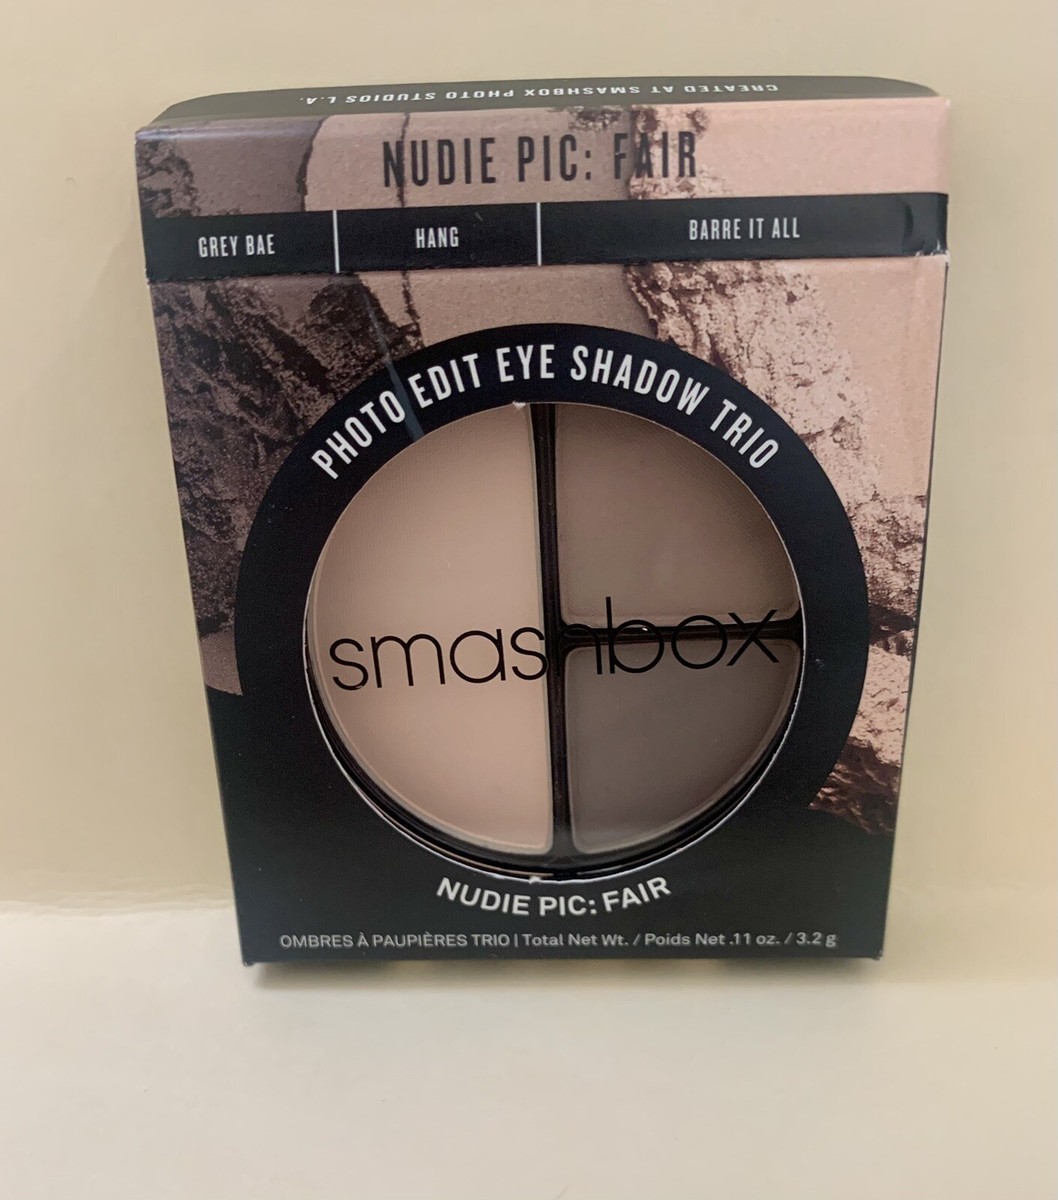 CREATED AT SMASHBOX PHOTO STUDIOS L.A.
NUDIE PIC: FAIR
GREY BAE
HANG
BARRE IT ALL
PHOTO EDIT EYE SHADOW TRIO
smashbox
NUDIE PIC: FAIR
OMBRES À PAUPIÈRES TRIO | Total Net Wt. / Poids Net .11 oz. / 3.2 g